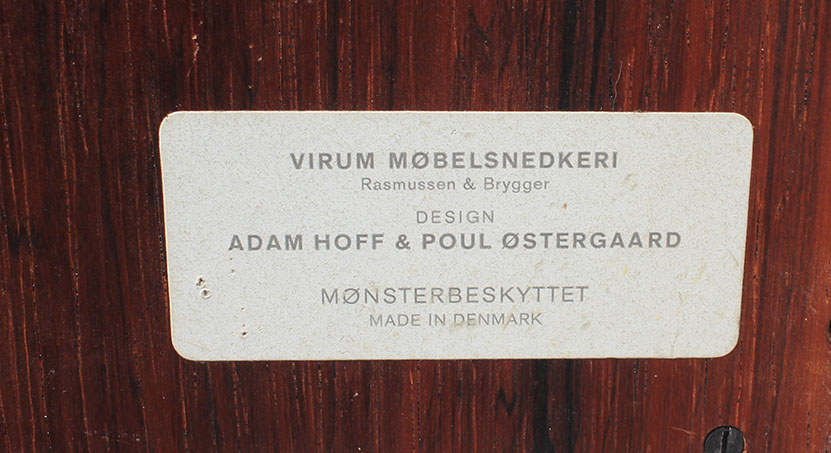 VIRUM MØBELSNEDKERI
Rasmussen & Brygger
DESIGN
ADAM HOFF & POUL ØSTERGAARD
MØNSTERBESKYTTET
MADE IN DENMARK